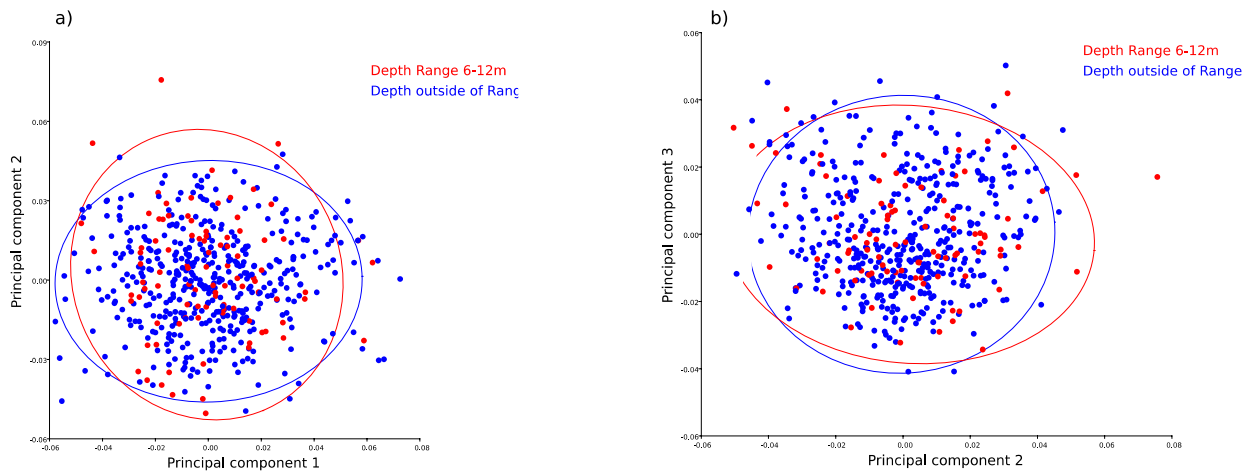 a)
0.09
0.06
0.03
0.00
-0.03
-0.06
Principal component 2
-0.06
-0.04
-0.02
0.00
0.02
0.04
0.06
0.08
Principal component 1
Depth Range 6-12m
Depth outside of Rang
b)
0.06
0.04
0.02
0.00
-0.02
-0.04
-0.06
Principal component 3
-0.06
-0.04
-0.02
0.00
0.02
0.04
0.06
0.08
Principal component 2
Depth Range 6-12m
Depth outside of Range